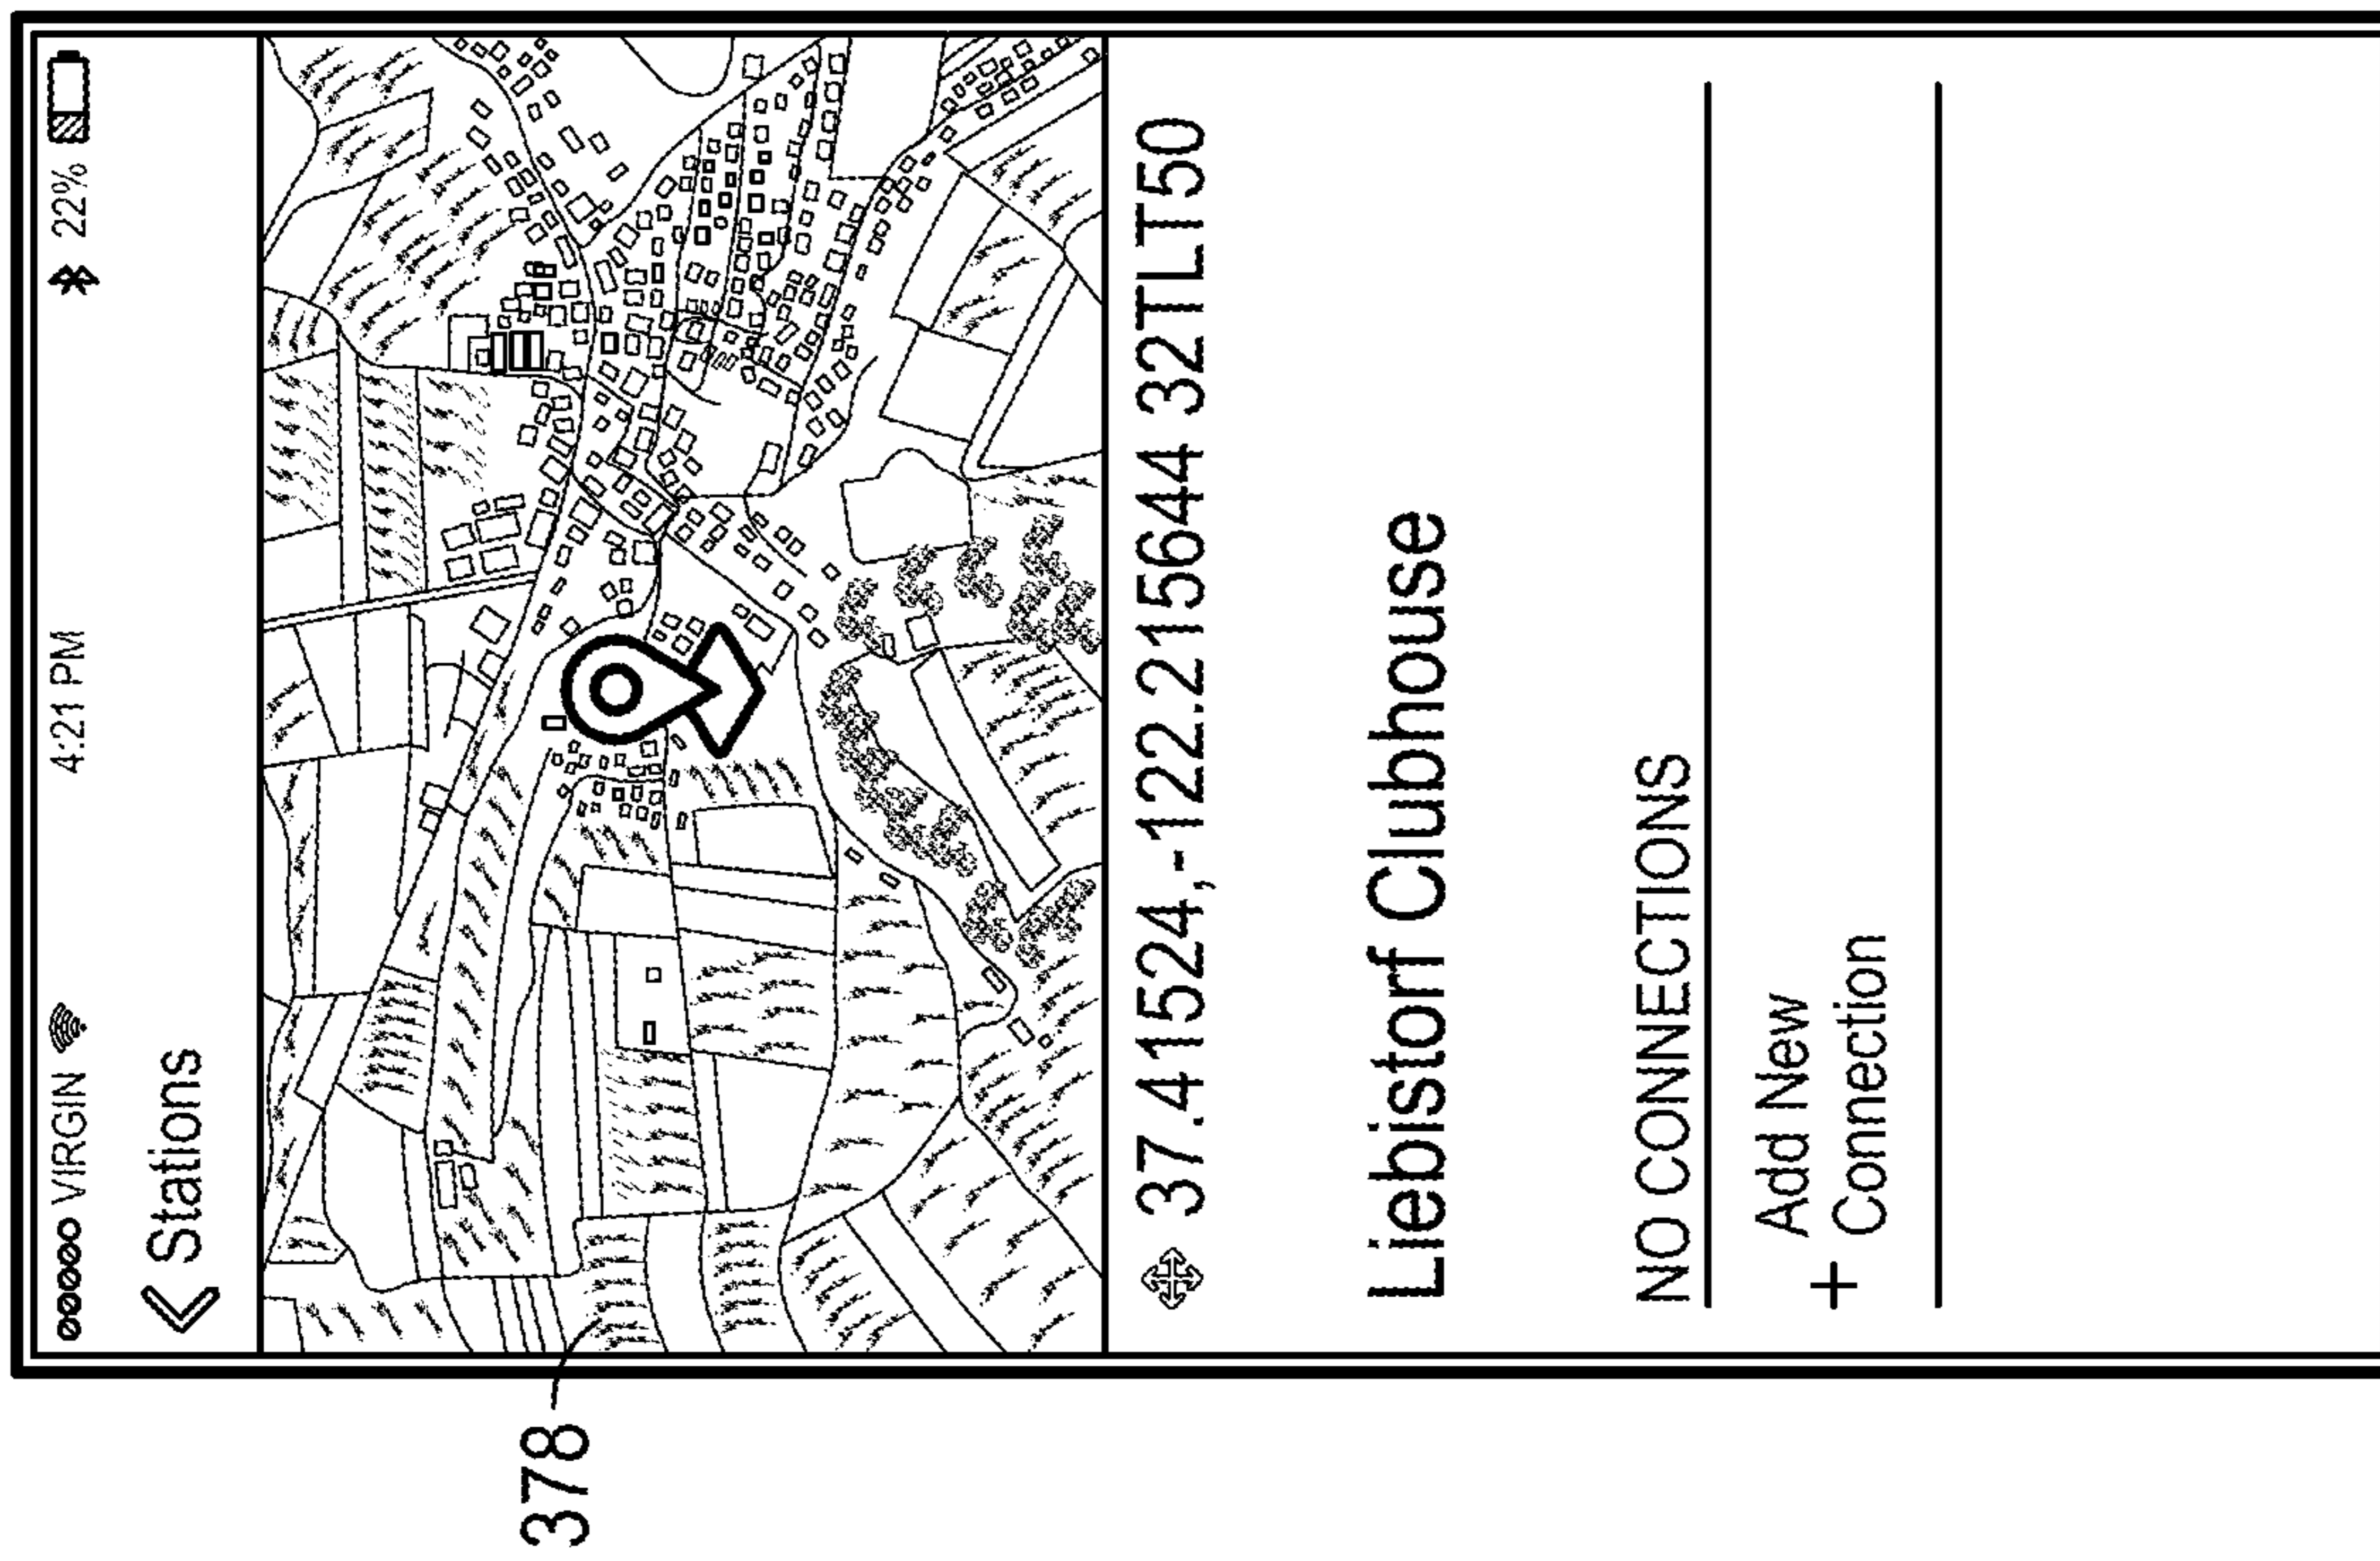 VIRGIN 4:21 PM 22%
Stations
378
37.41524,-122.215644 32TLT50
Liebistorf Clubhouse
NO CONNECTIONS
+ Add New
Connection